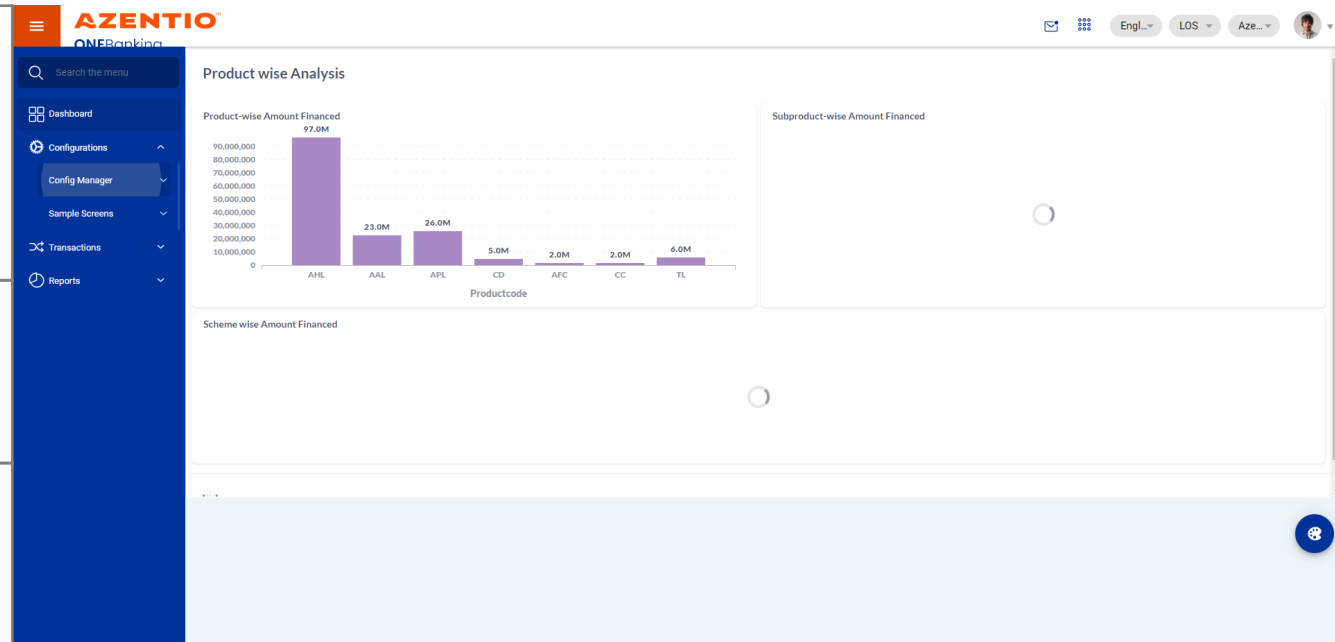 AZENTIO™
ONEBanking
Engl...
LOS
Aze...
Search the menu
Dashboard
Configurations
Config Manager
Sample Screens
Transactions
Reports
Product wise Analysis
Product-wise Amount Financed
97.0M
90,000,000
80,000,000
70,000,000
60,000,000
50,000,000
40,000,000
30,000,000
20,000,000
10,000,000
0
23.0M
26.0M
5.0M
2.0M
2.0M
6.0M
AHL AAL APL CD AFC CC TL
Productcode
Subproduct-wise Amount Financed
Scheme wise Amount Financed